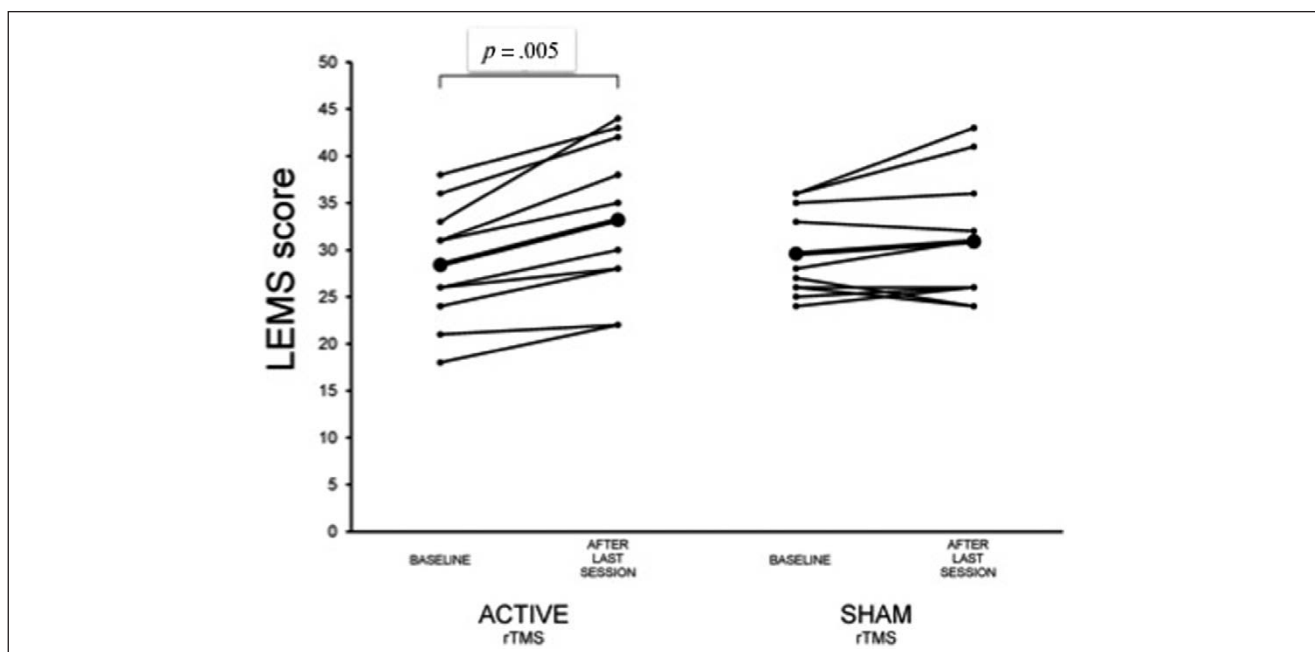 p = .005
50
45
40
35
30
25
20
15
10
5
0
LEMS score
BASELINE
AFTER
LAST
SESSION
BASELINE
AFTER
LAST
SESSION
ACTIVE
rTMS
SHAM
rTMS